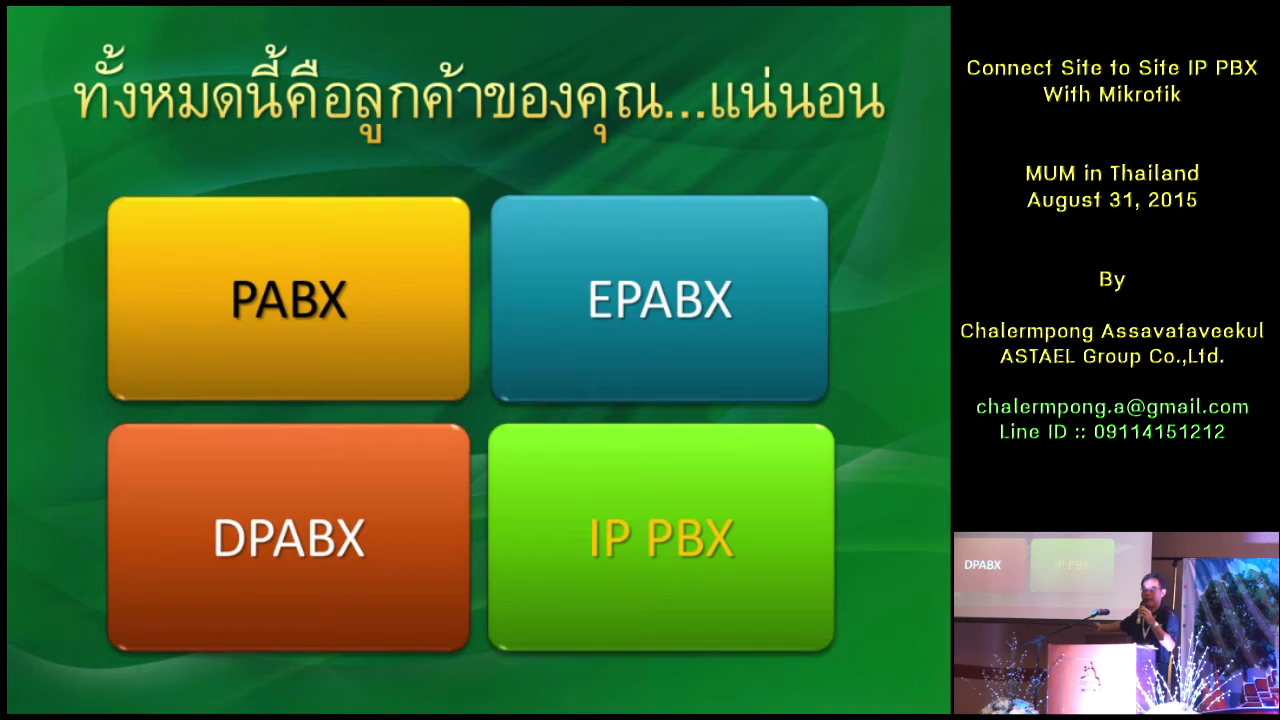 ทั้งหมดนี้คือลูกค้าของคุณ...แน่นอน
PABX
EPABX
DPABX
IP PBX
Connect Site to Site IP PBX
With Mikrotik
MUM in Thailand
August 31, 2015
By
Chalermpong Assavataveekul
ASTAEL Group Co.,Ltd.
chalermpong.a@gmail.com
Line ID :: 09114151212
DPABX
IP PBX